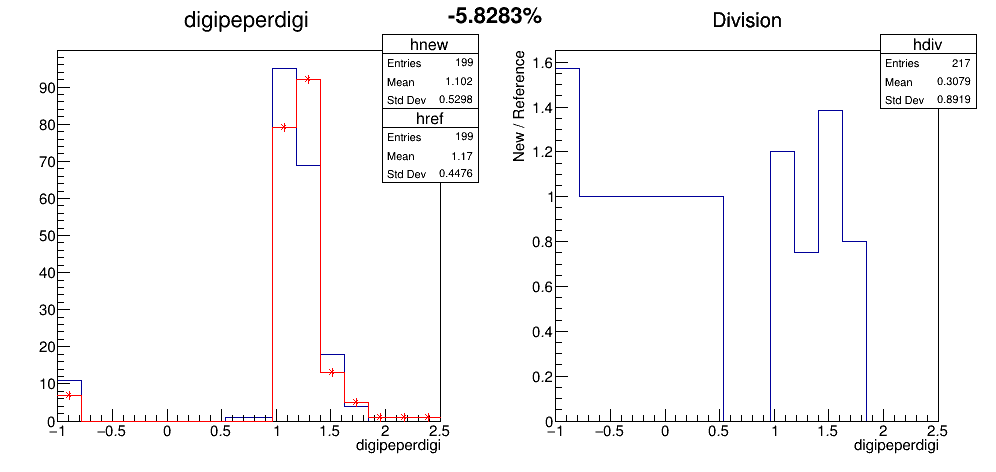 digipeperdigi
-5.8283%
Division
hnew
Entries 199
Mean 1.102
Std Dev 0.5298
href
Entries 199
Mean 1.17
Std Dev 0.4476
90
80
70
60
50
40
30
20
10
0
−1 −0.5 0 0.5 1 1.5 2 2.5
digipeperdigi
hdiv
Entries 217
Mean 0.3079
Std Dev 0.8919
New / Reference
1.6
1.4
1.2
1
0.8
0.6
0.4
0.2
0
−1 −0.5 0 0.5 1 1.5 2 2.5
digipeperdigi